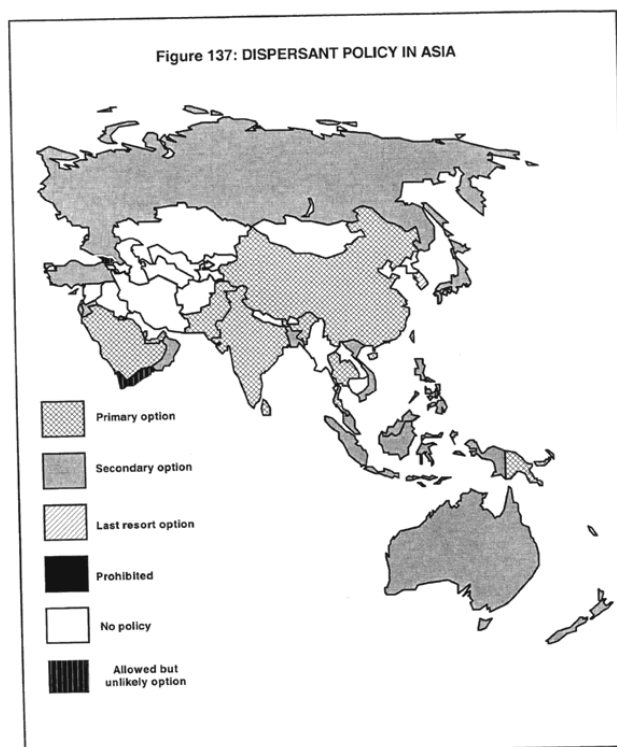 Figure 137: DISPERSANT POLICY IN ASIA
Primary option
Secondary option
Last resort option
Prohibited
No policy
Allowed but
unlikely option